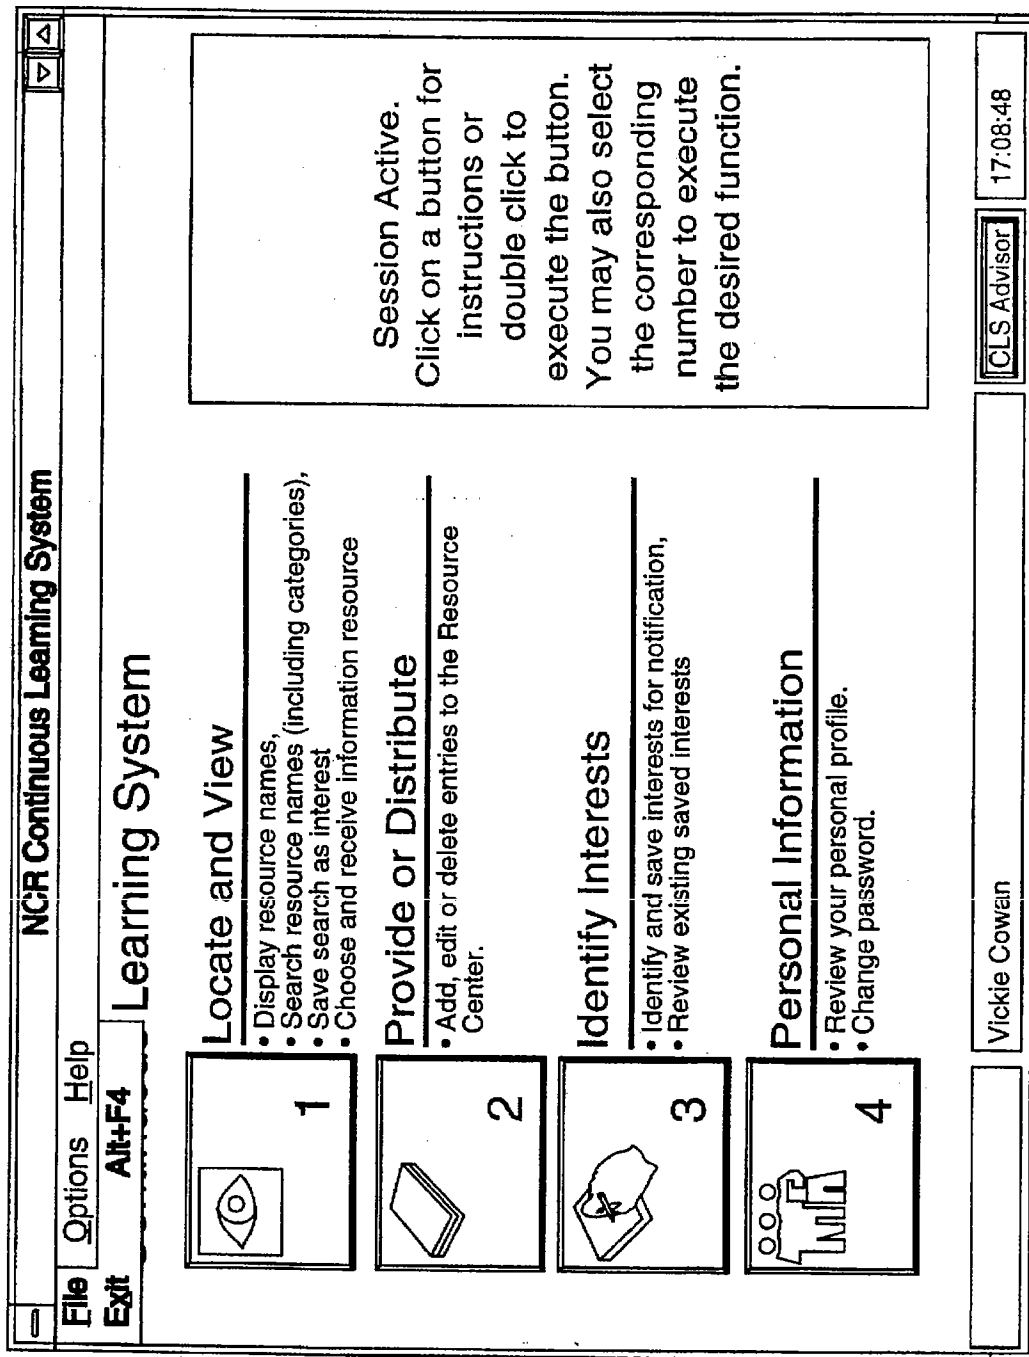 NCR Continuous Learning System
File Options Help
Exit Alt+F4
Learning System
1
Locate and View
• Display resource names,
• Search resource names (including categories),
• Save search as interest
• Choose and receive information resource
2
Provide or Distribute
• Add, edit or delete entries to the Resource
Center.
3
Identify Interests
• Identify and save interests for notification,
• Review existing saved interests
4
Personal Information
• Review your personal profile.
• Change password.
Session Active.
Click on a button for
instructions or
double click to
execute the button.
You may also select
the corresponding
number to execute
the desired function.
Vickie Cowan
CLS Advisor
17:08:48